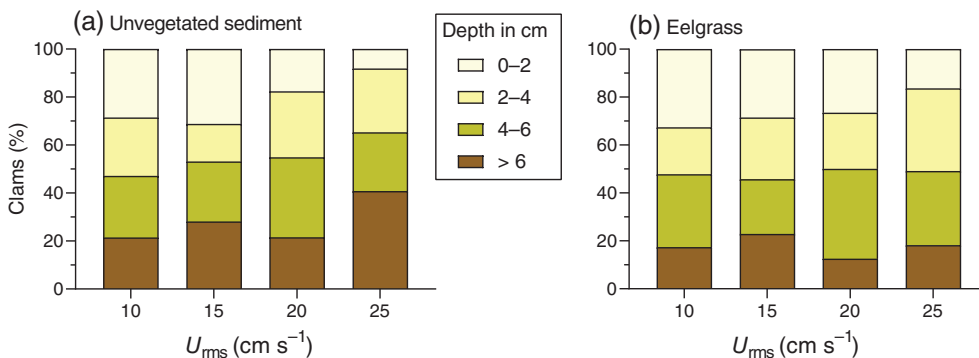 (a) Unvegetated sediment
Depth in cm
0–2
2–4
4–6
> 6
(b) Eelgrass
Clams (%)
100
80
60
40
20
0
10 15 20 25
U rms (cm s⁻¹)
100
80
60
40
20
0
10 15 20 25
U rms (cm s⁻¹)